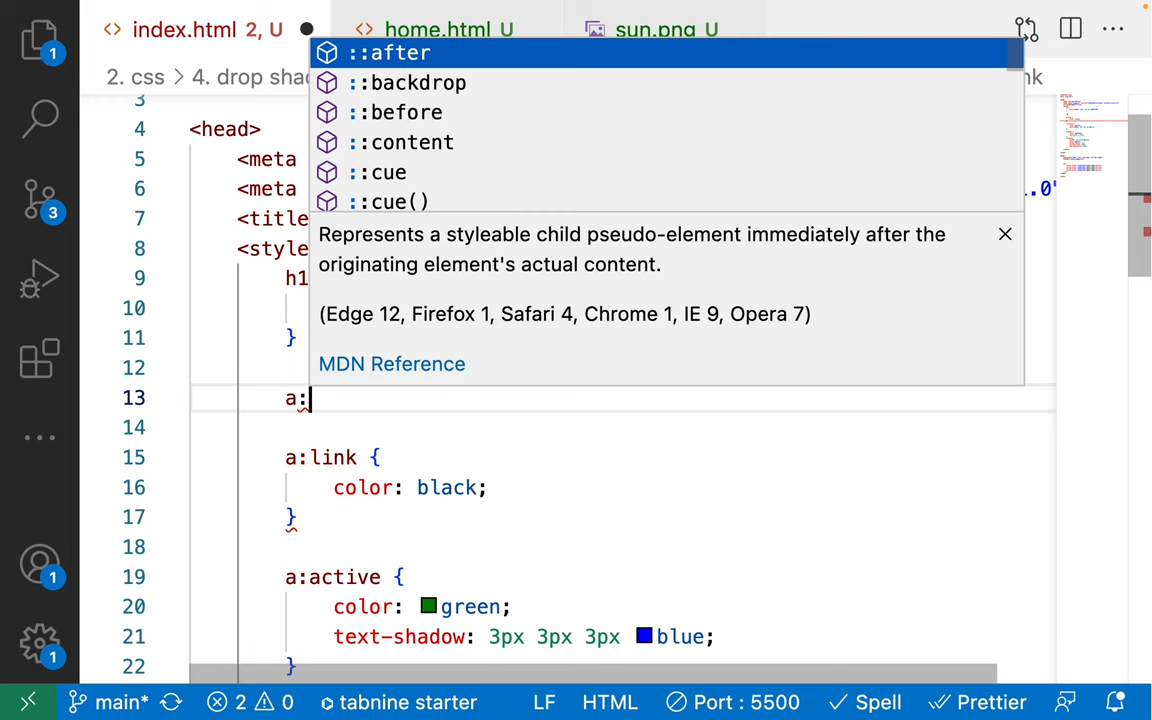 index.html 2, U
home.html U
sun.png U
2. css > 4. drop sha
nk
::after
::backdrop
::before
::content
::cue
::cue()
Represents a styleable child pseudo-element immediately after the
originating element's actual content.
(Edge 12, Firefox 1, Safari 4, Chrome 1, IE 9, Opera 7)
MDN Reference
3
4 <head>
5 <meta
6 <meta 1.0"
7 <title
8 <style
9 h1
10
11 }
12
13 a:
14
15 a:link {
16 color: black;
17 }
18
19 a:active {
20 color: green;
21 text-shadow: 3px 3px 3px blue;
22 }
1
3
1
1
main* 2 0 tabnine starter LF HTML Port : 5500 Spell Prettier